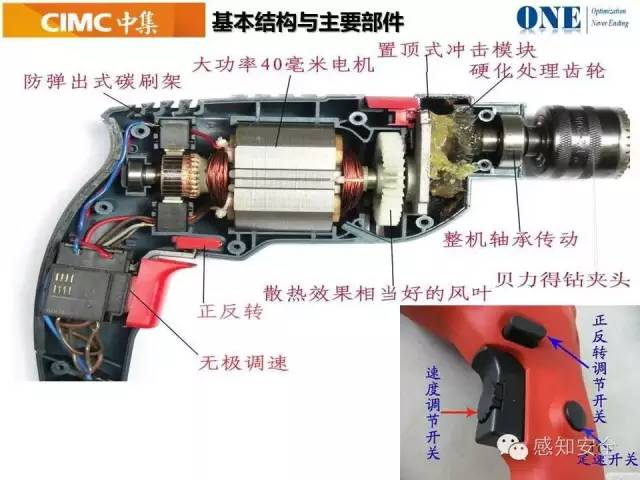 CIMC中集
基本结构与主要部件
ONE
Optimization
Never Ending
置顶式冲击模块
大功率40毫米电机
硬化处理齿轮
防弹出式碳刷架
整机轴承传动
贝力得钻夹头
散热效果相当好的风叶
正反转
无极调速
正反转调节开关
速度调节开关
感知安全
定速开关